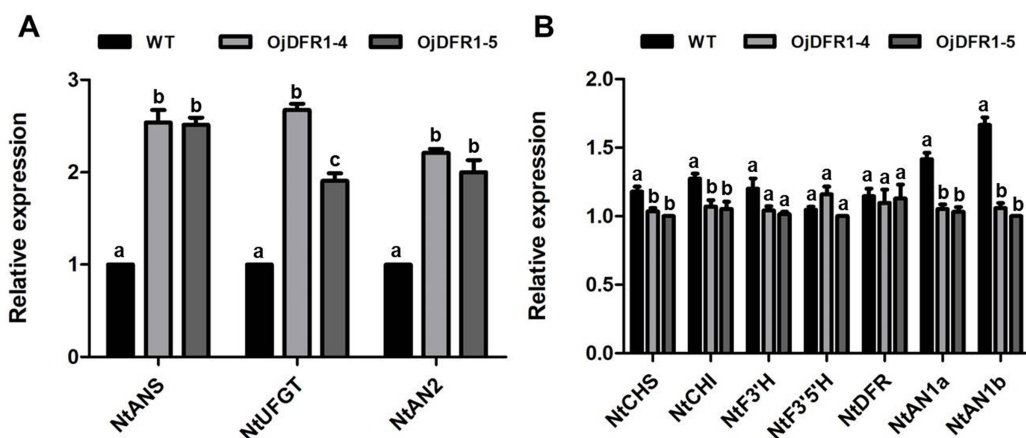 A
WT OjDFR1-4 OjDFR1-5
Relative expression
3
2
1
0
a b b
a b c
a b b
NtANS NtUFGT NtAN2
B
WT OjDFR1-4 OjDFR1-5
Relative expression
2.0
1.5
1.0
0.5
0.0
a b b
a b b
a a a
a a a
a a a
a b b
a b b
NtCHS NtCHI NtF3'H NtF3'5'H NtDFR NtAN1a NtAN1b